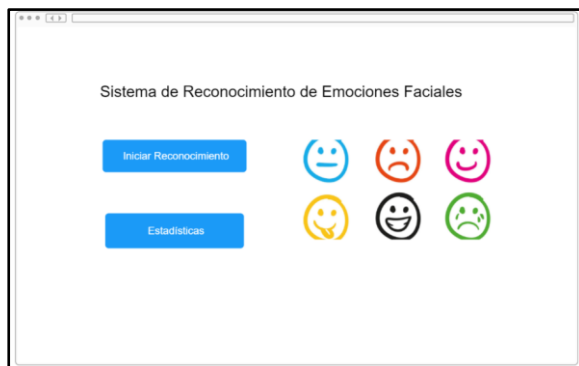 Sistema de Reconocimiento de Emociones Faciales
Iniciar Reconocimiento
Estadísticas